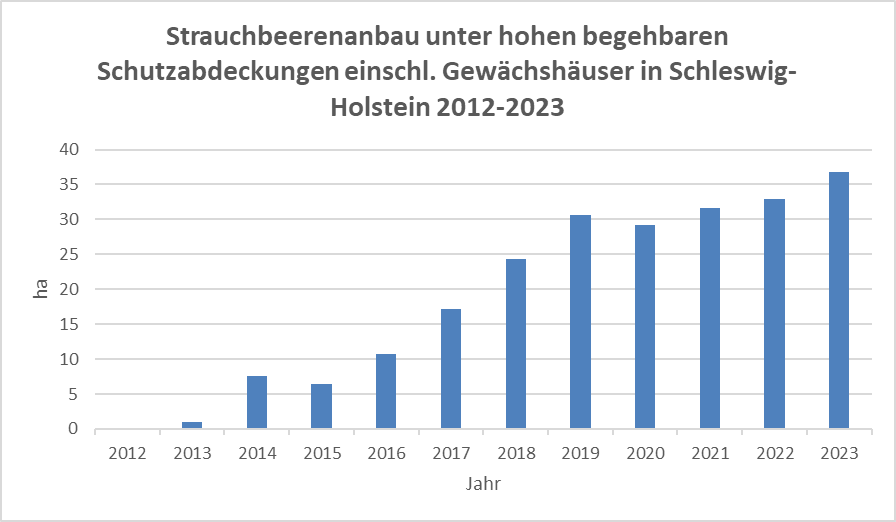 Strauchbeerenanbau unter hohen begehbaren
Schutzabdeckungen einschl. Gewächshäuser in Schleswig-
Holstein 2012-2023
40
35
30
25
20
15
10
5
0
ha
2012 2013 2014 2015 2016 2017 2018 2019 2020 2021 2022 2023
Jahr